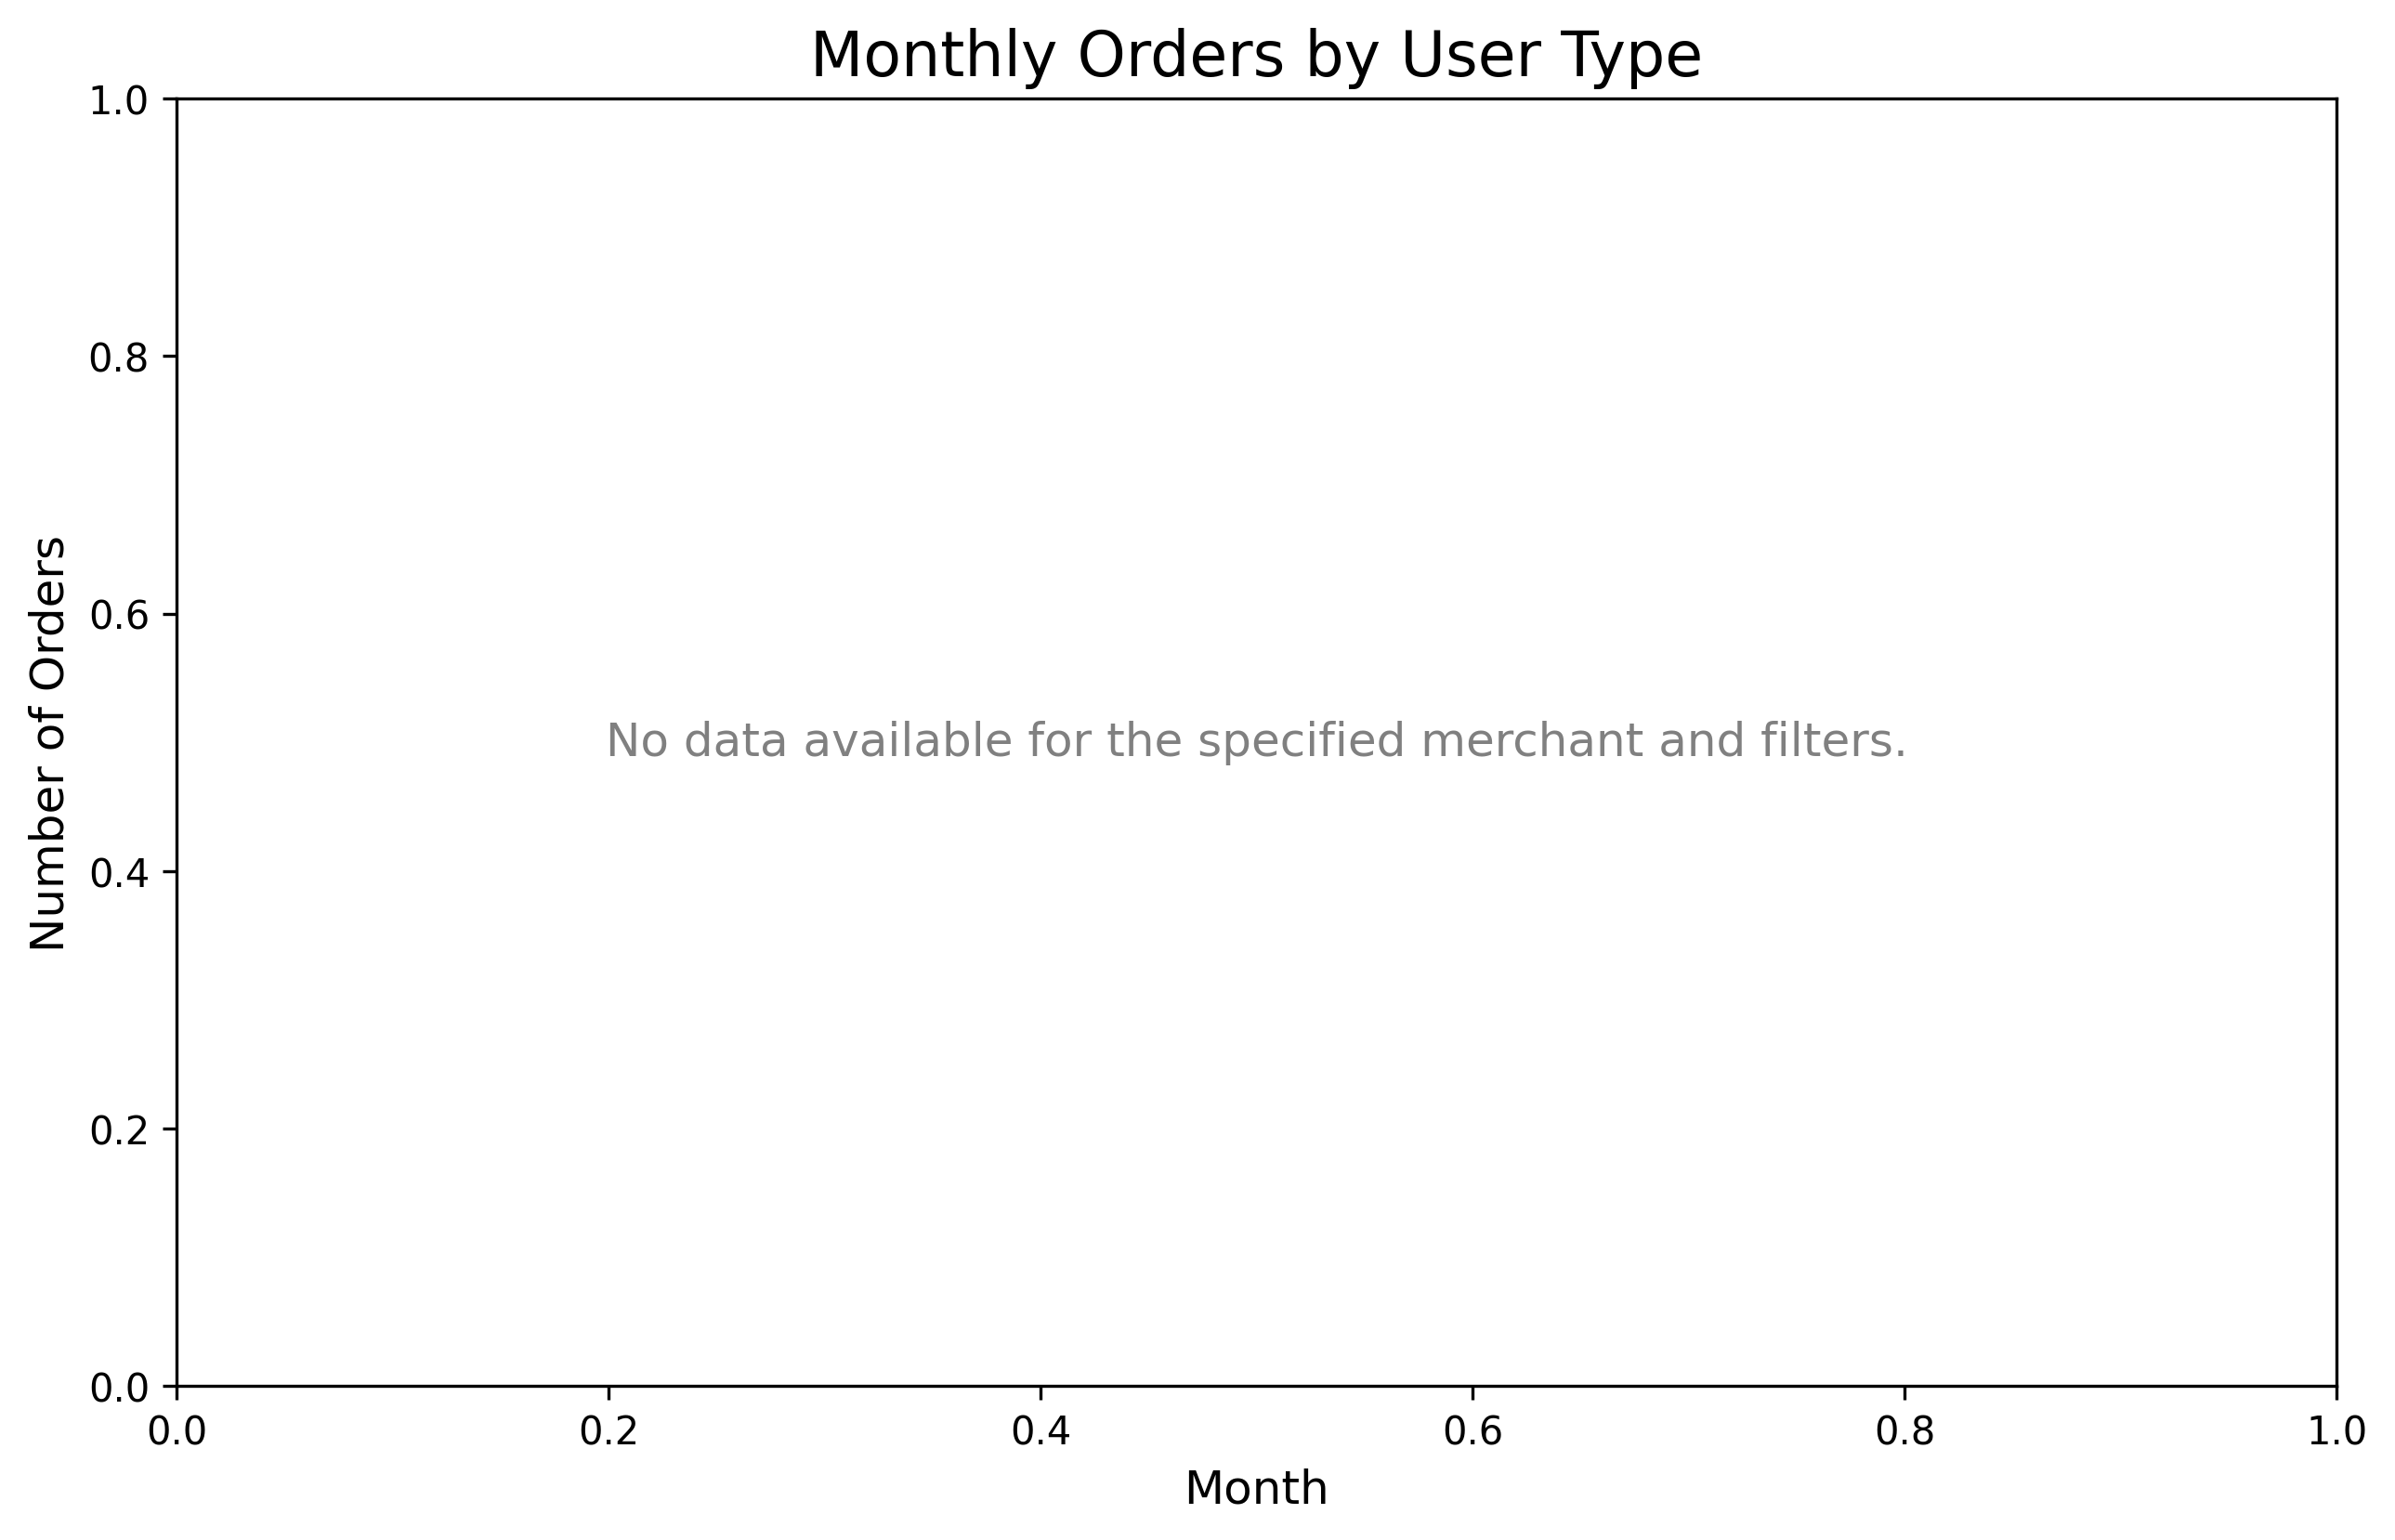 Monthly Orders by User Type
1.0
0.8
0.6
0.4
0.2
0.0
Number of Orders
No data available for the specified merchant and filters.
0.0 0.2 0.4 0.6 0.8 1.0
Month